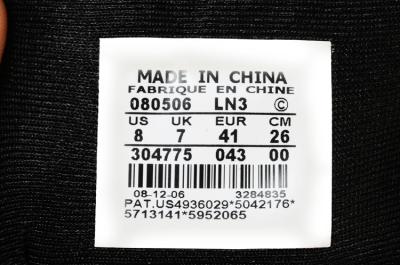 MADE IN CHINA
FABRIQUE EN CHINE
080506 LN3 ©
US UK EUR CM
8 7 41 26
304775 043 00
08-12-06 3284835
PAT.US4936029*5042176*
5713141*5952065